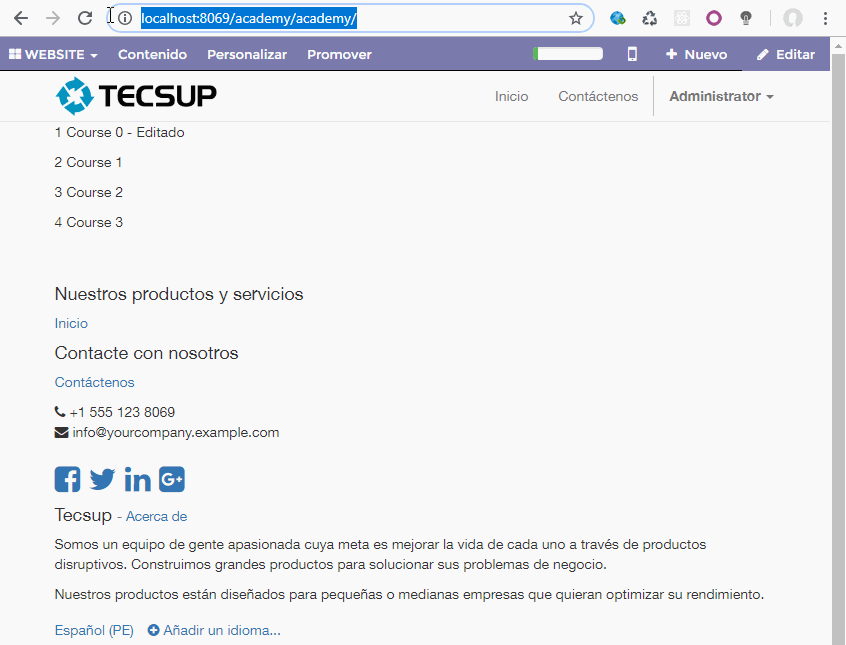 localhost:8069/academy/academy/
WEBSITE Contenido Personalizar Promover Nuevo Editar
TECSUP Inicio Contáctenos Administrator
1 Course 0 - Editado
2 Course 1
3 Course 2
4 Course 3
Nuestros productos y servicios
Inicio
Contacte con nosotros
Contáctenos
+1 555 123 8069
info@yourcompany.example.com
Tecsup - Acerca de
Somos un equipo de gente apasionada cuya meta es mejorar la vida de cada uno a través de productos
disruptivos. Construimos grandes productos para solucionar sus problemas de negocio.
Nuestros productos están diseñados para pequeñas o medianas empresas que quieran optimizar su rendimiento.
Español (PE) Añadir un idioma...